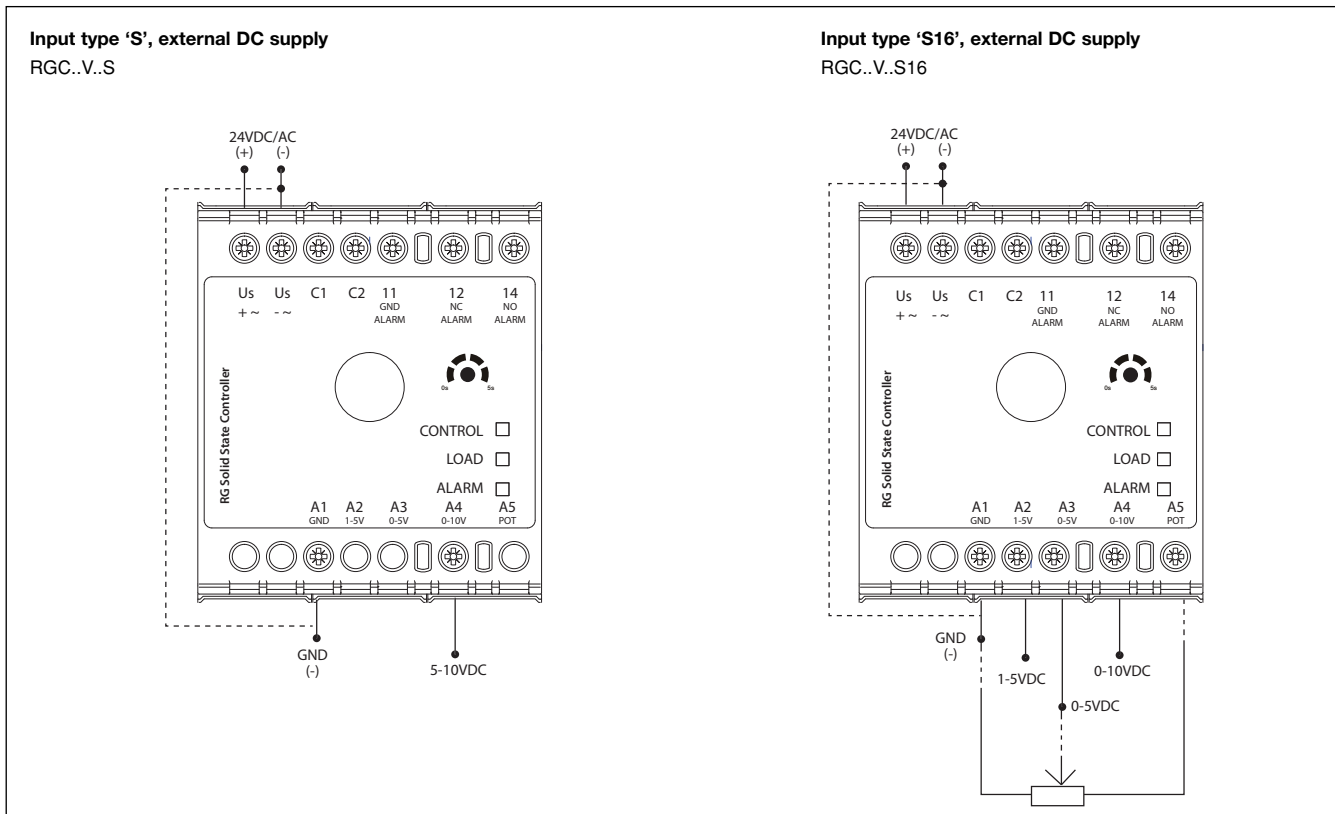 Input type ‘S’, external DC supply
RGC..V..S
24VDC/AC
(+) (-)
Us Us C1 C2 11 12 14
+ ~ - ~ GND NC NO
ALARM ALARM ALARM
RG Solid State Controller
0s 5s
CONTROL
LOAD
ALARM
A1 A2 A3 A4 A5
GND 1-5V 0-5V 0-10V POT
GND
(-)
5-10VDC
Input type ‘S16’, external DC supply
RGC..V..S16
24VDC/AC
(+) (-)
Us Us C1 C2 11 12 14
+ ~ - ~ GND NC NO
ALARM ALARM ALARM
RG Solid State Controller
0s 5s
CONTROL
LOAD
ALARM
A1 A2 A3 A4 A5
GND 1-5V 0-5V 0-10V POT
GND
(-)
1-5VDC
0-10VDC
0-5VDC